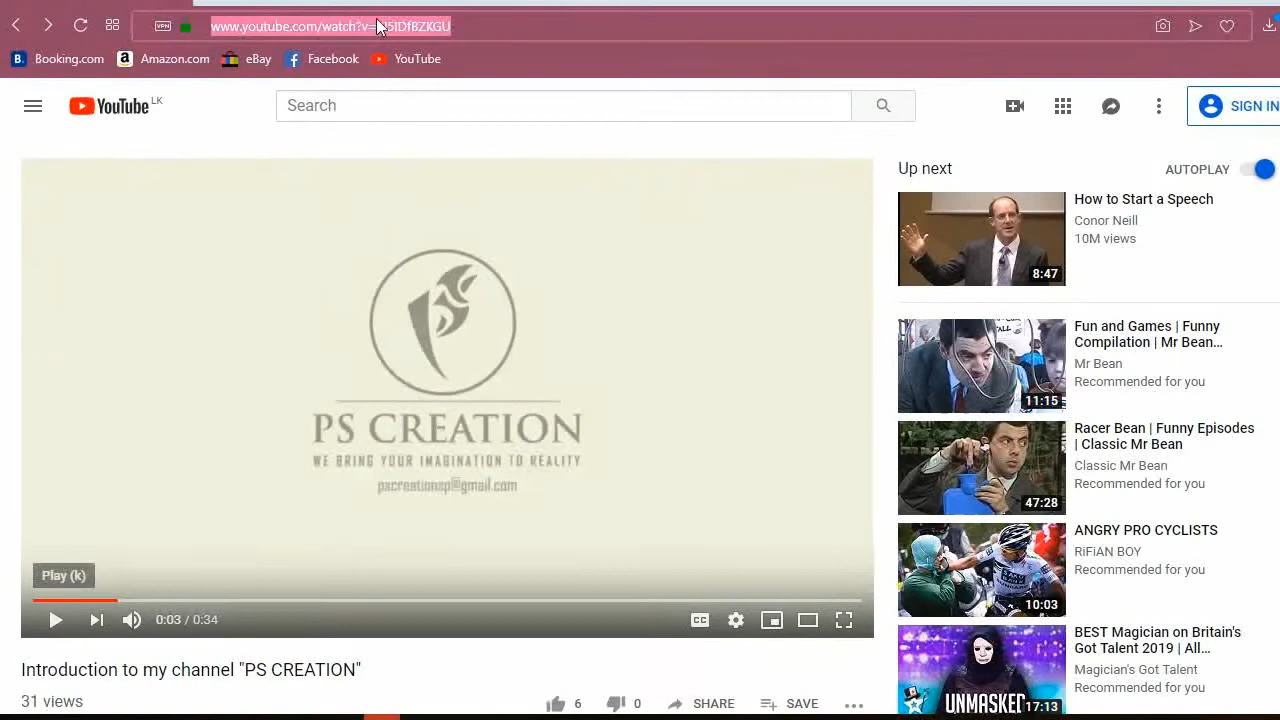 VPN
www.youtube.com/watch?v=
B. Booking.com
a Amazon.com
eBay
f Facebook
YouTube
YouTube LK
Search
SIGN IN
Up next
AUTOPLAY
How to Start a Speech
Conor Neill
10M views
8:47
Fun and Games | Funny
Compilation | Mr Bean…
Mr Bean
Recommended for you
11:15
Racer Bean | Funny Episodes
| Classic Mr Bean
Classic Mr Bean
Recommended for you
47:28
ANGRY PRO CYCLISTS
RiFiAN BOY
Recommended for you
10:03
BEST Magician on Britain's
Got Talent 2019 | All...
Magician's Got Talent
Recommended for you
UNMASKED
17:13
PS CREATION
WE BRING YOUR IMAGINATION TO REALITY
pscreationsp@gmail.com
Play (k)
0:03 / 0:34
CC
Introduction to my channel "PS CREATION"
31 views
6
0
SHARE
SAVE